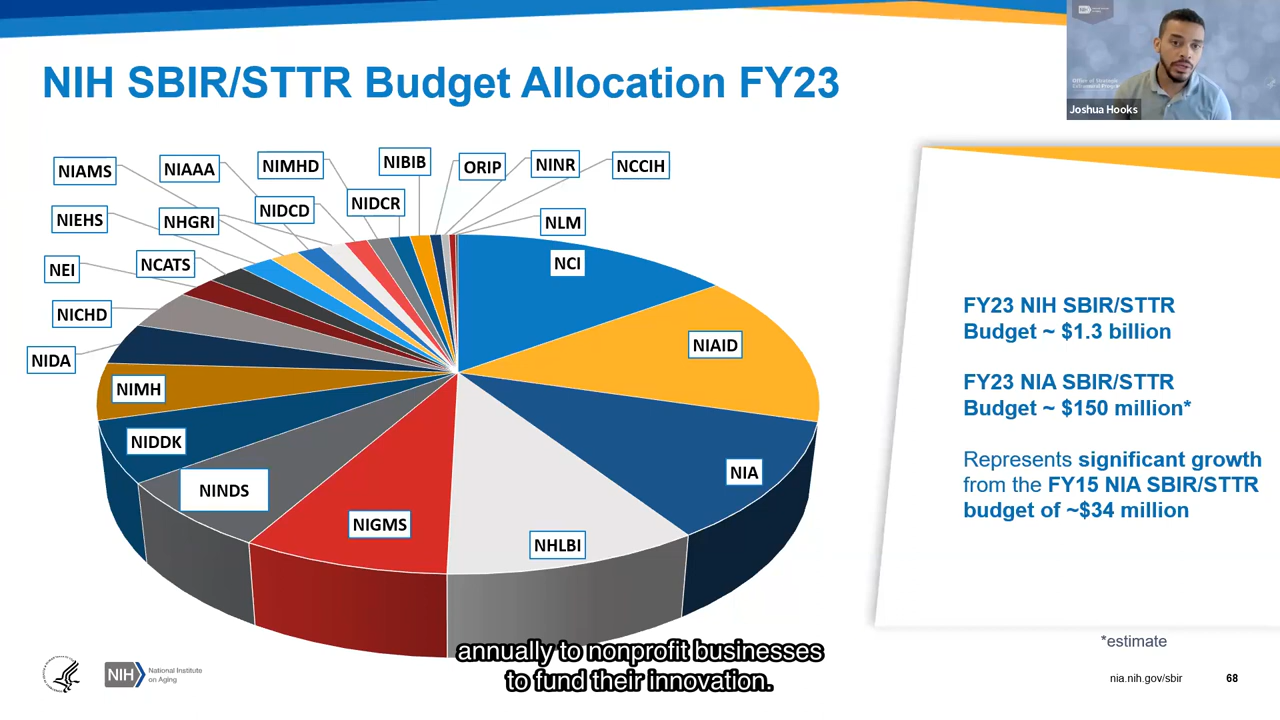 NIH SBIR/STTR Budget Allocation FY23
NIH
Joshua Hooks
NIAMS
NIAAA
NIMHD
NIBIB
ORIP
NINR
NCCIH
NIEHS
NHGRI
NIDCD
NIDCR
NLM
NEI
NCATS
NCI
NICHD
NIDA
NIAID
NIMH
NIDDK
NIA
NINDS
NIGMS
NHLBI
FY23 NIH SBIR/STTR
Budget ~ $1.3 billion
FY23 NIA SBIR/STTR
Budget ~ $150 million*
Represents significant growth
from the FY15 NIA SBIR/STTR
budget of ~$34 million
*estimate
annually to nonprofit businesses
to fund their innovation.
NIH
National Institute
on Aging
nia.nih.gov/sbir
68